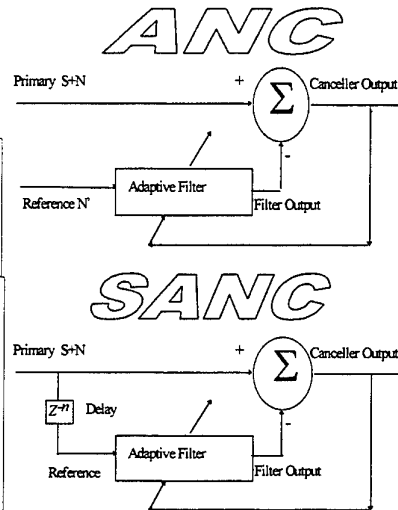 ANC
Primary S+N + Canceller Output
Σ
-
Adaptive Filter
Reference N' Filter Output
SANC
Primary S+N + Canceller Output
Σ
Z⁻ⁿ Delay
-
Adaptive Filter
Reference Filter Output